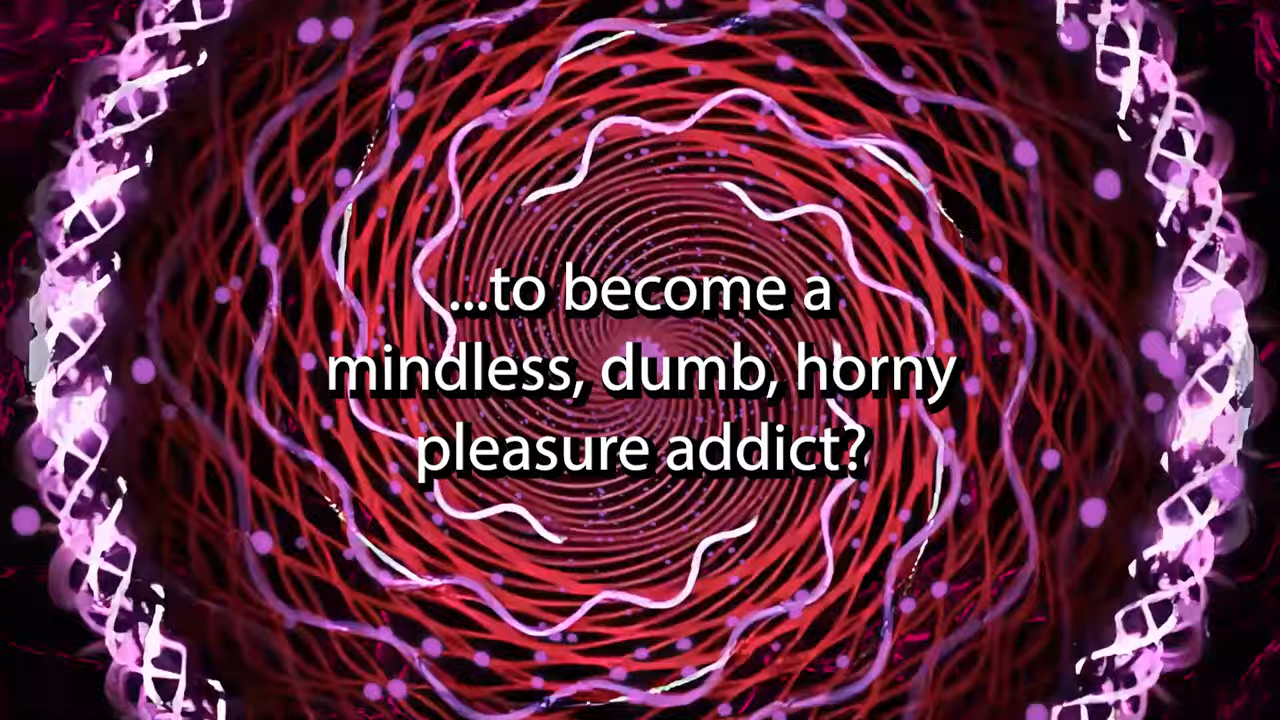 ...to become a
mindless, dumb, horny
pleasure addict?